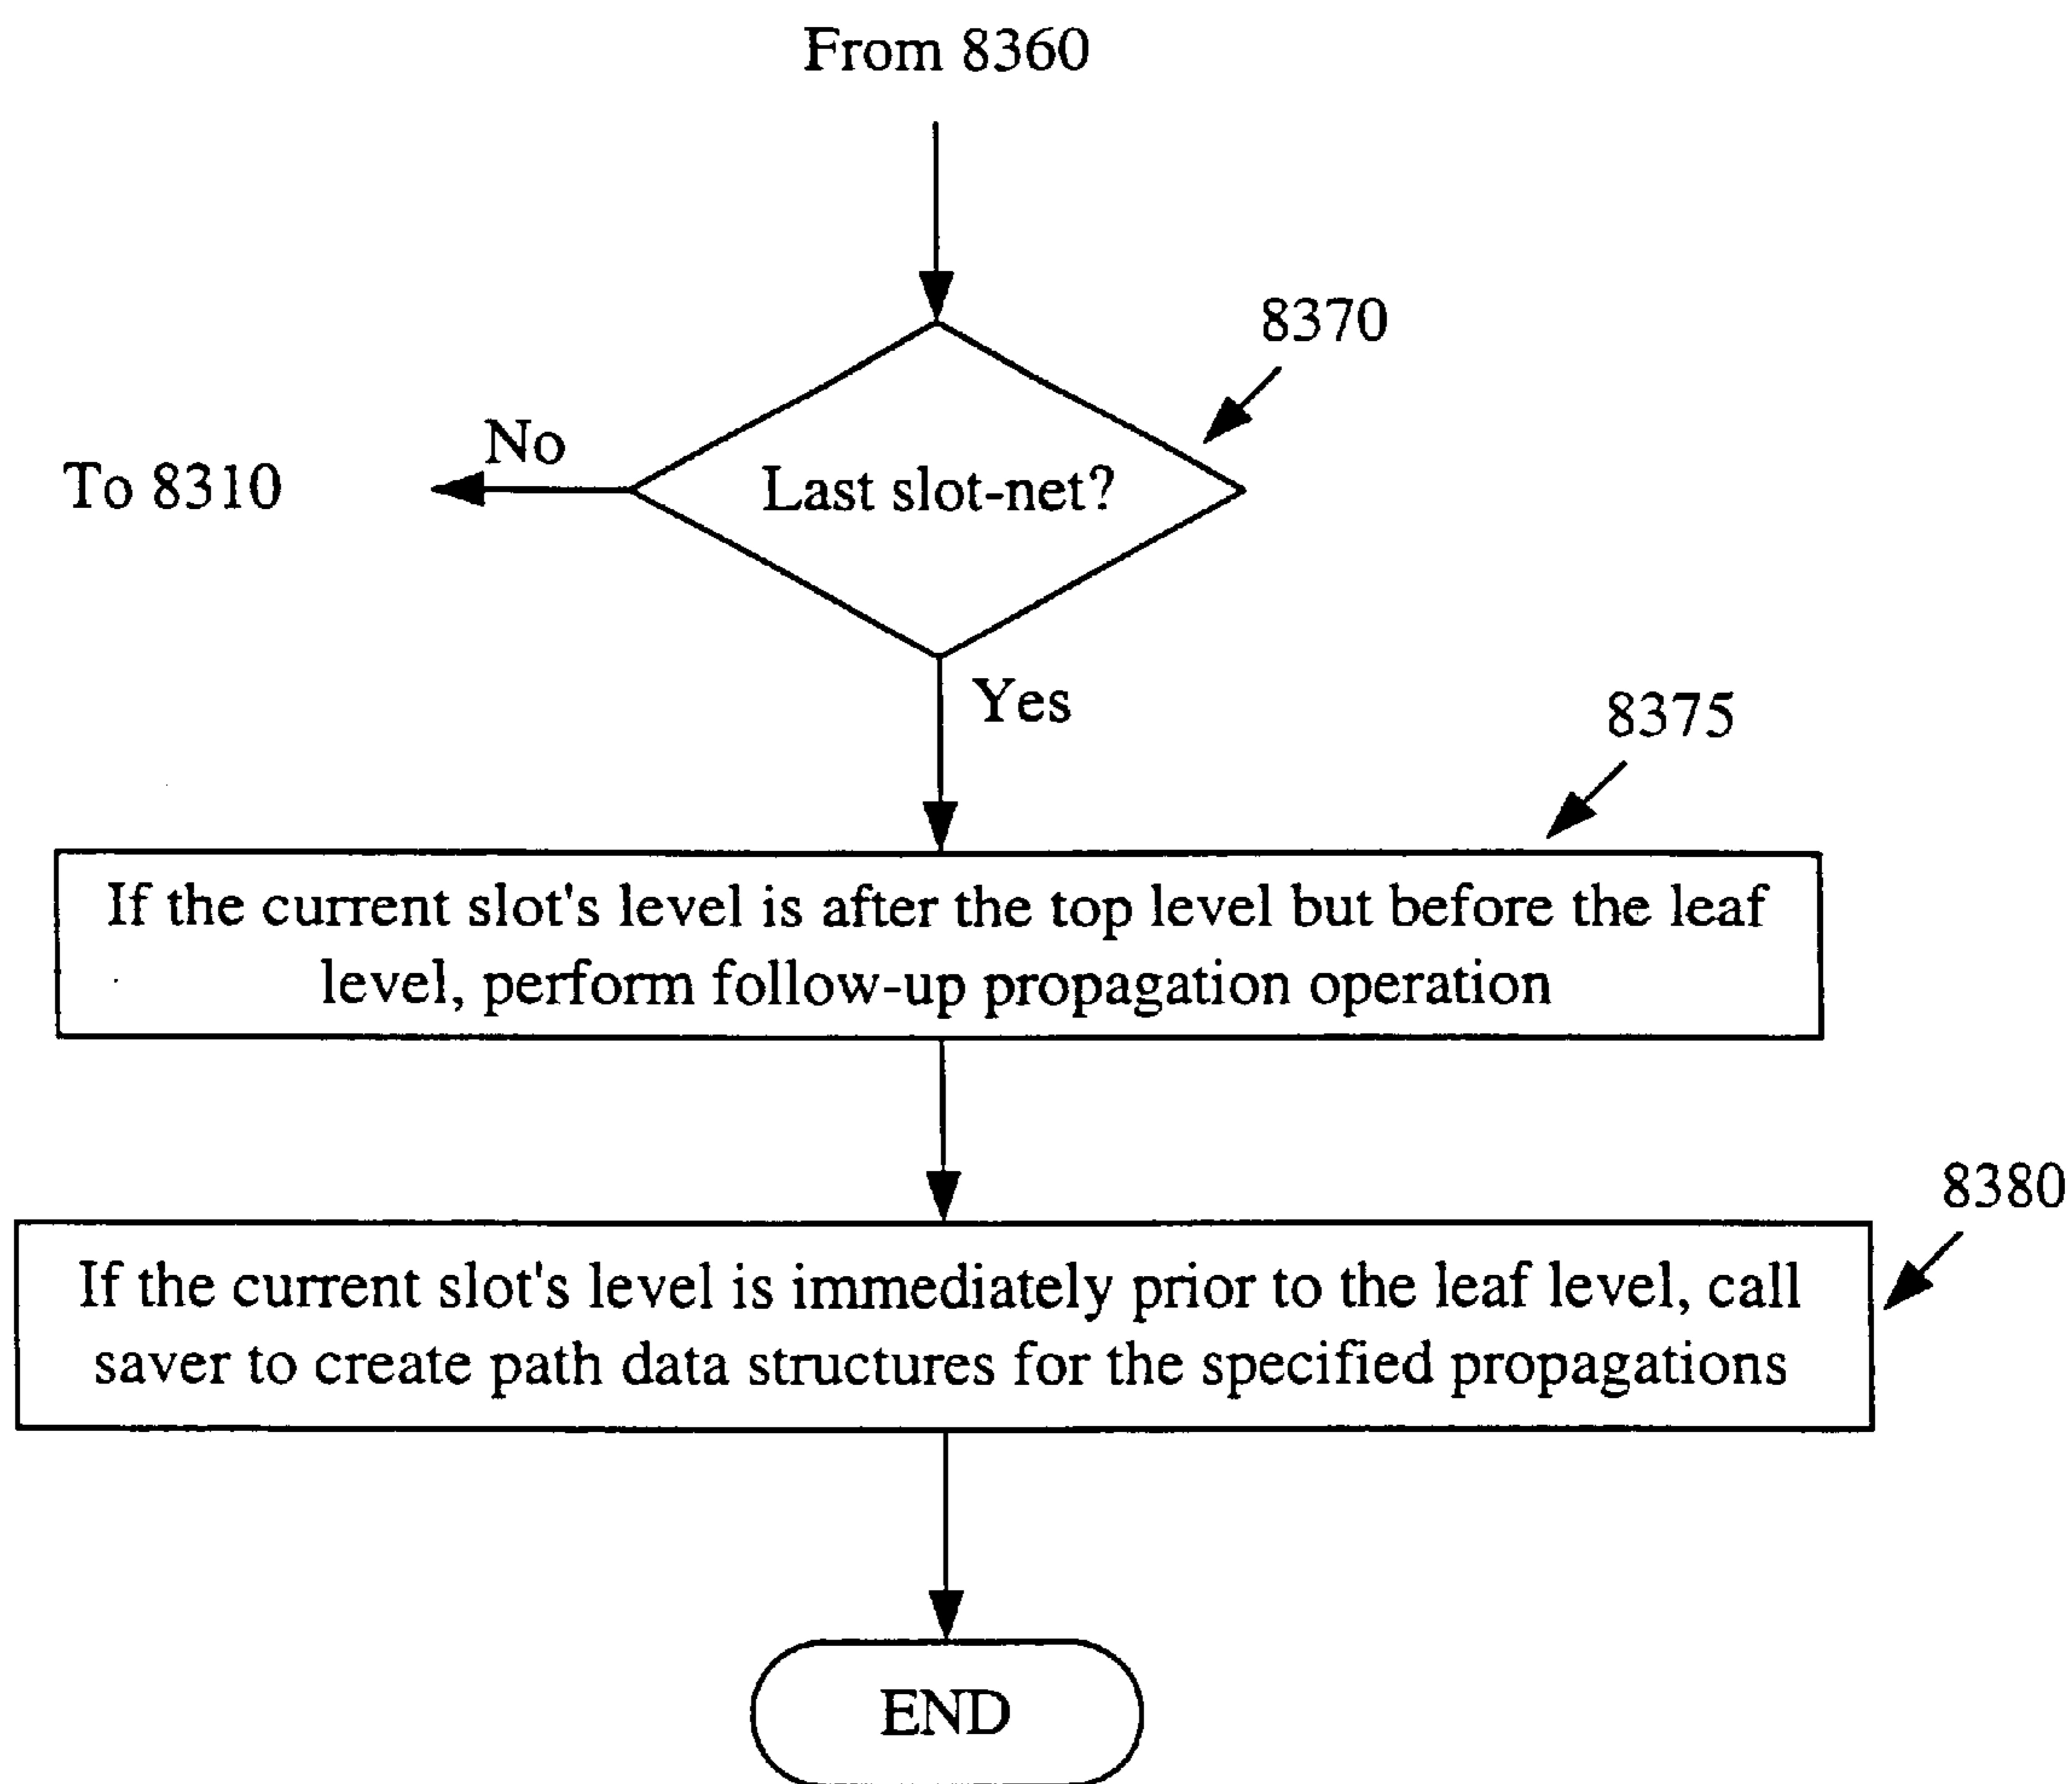 From 8360
8370
No
To 8310
Last slot-net?
Yes
8375
If the current slot's level is after the top level but before the leaf
level, perform follow-up propagation operation
8380
If the current slot's level is immediately prior to the leaf level, call
saver to create path data structures for the specified propagations
END